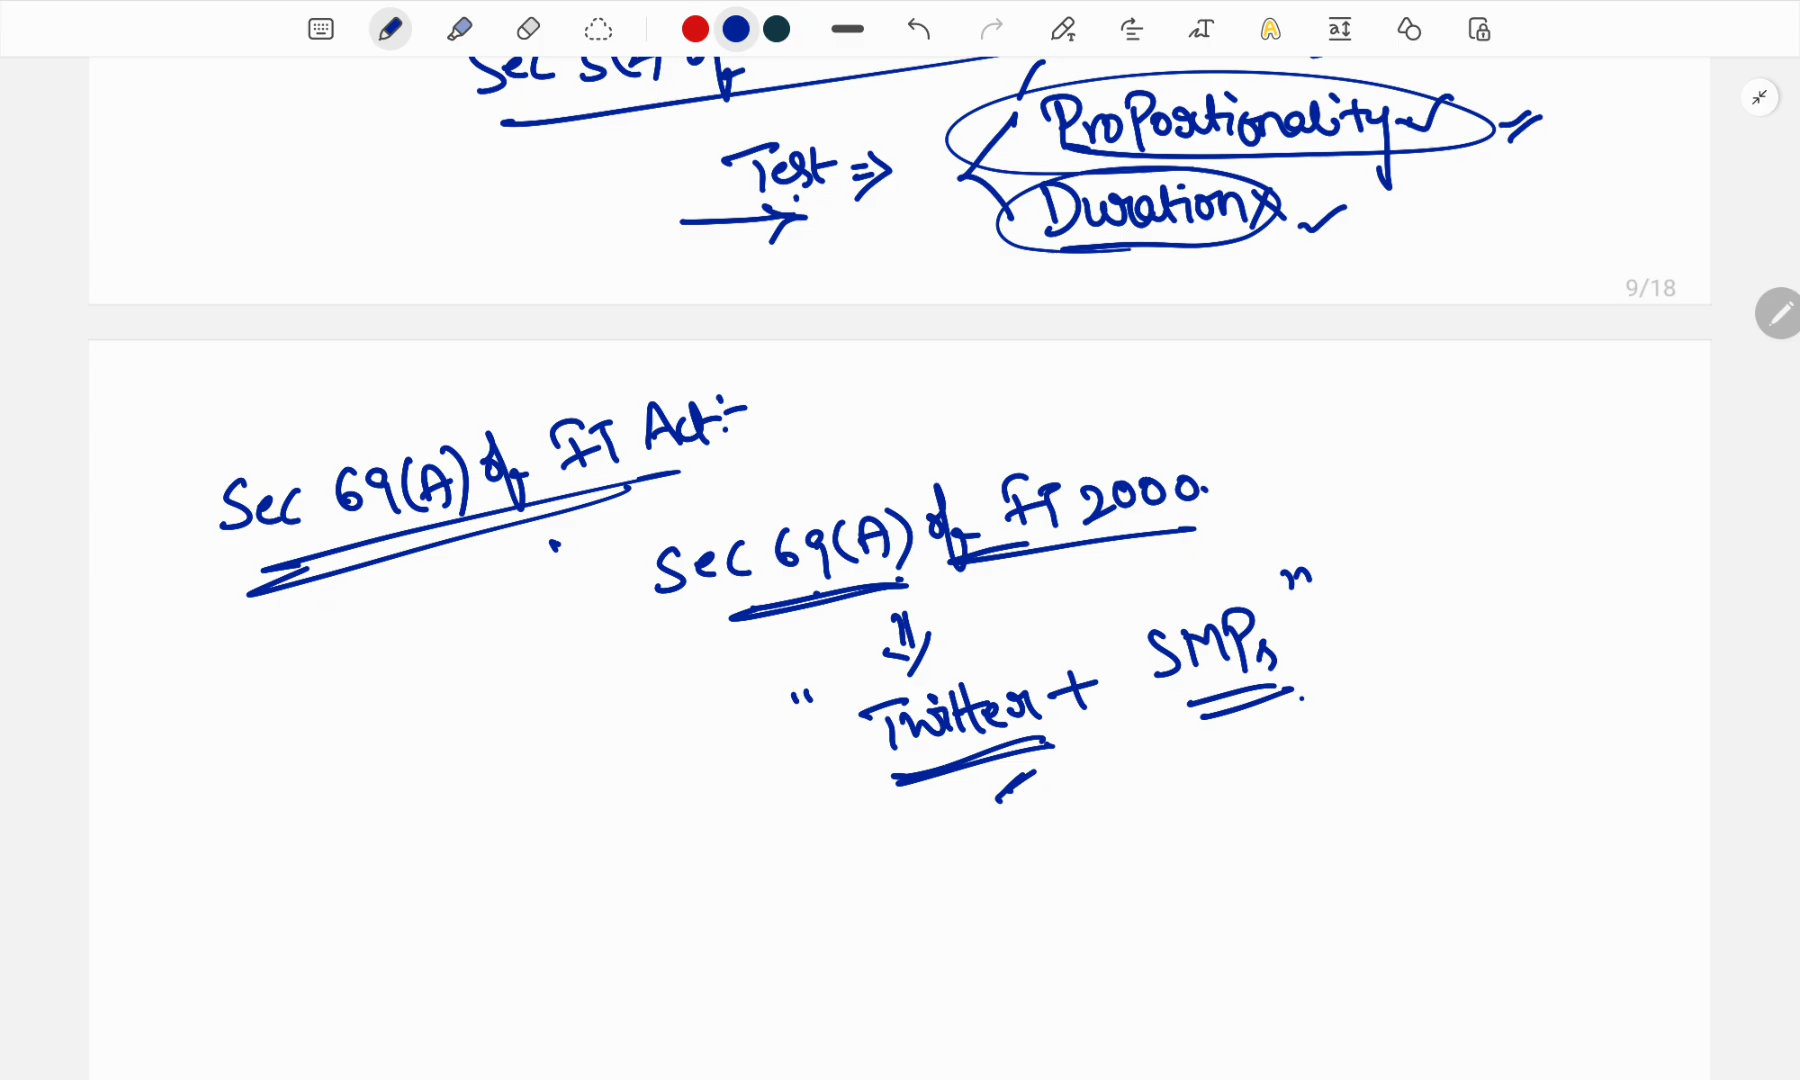 Proportionality
Test ⇒
Duration
9/18
Sec 69(A) of IT Act:-
Sec 69(A) of IT 2000.
" Twitter + SMPs "